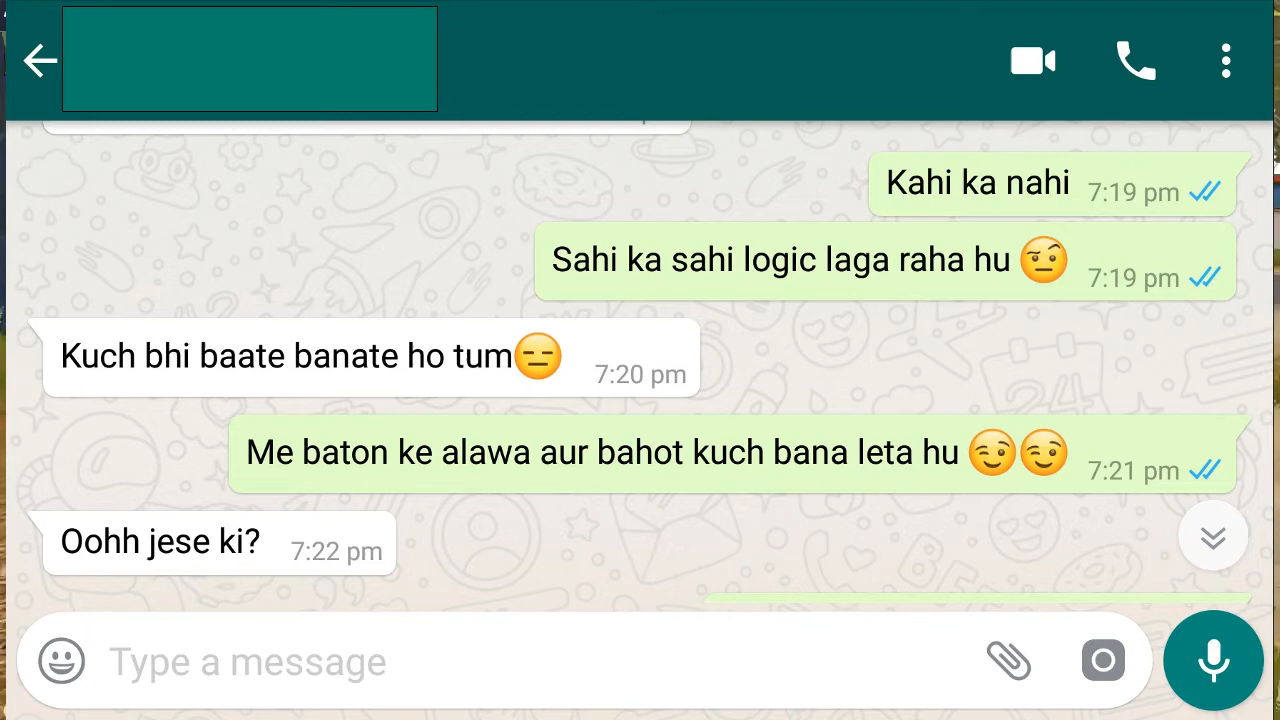 Kahi ka nahi 7:19 pm
Sahi ka sahi logic laga raha hu 🤨 7:19 pm
Kuch bhi baate banate ho tum😑 7:20 pm
Me baton ke alawa aur bahot kuch bana leta hu 😉😉 7:21 pm
Oohh jese ki? 7:22 pm
Type a message